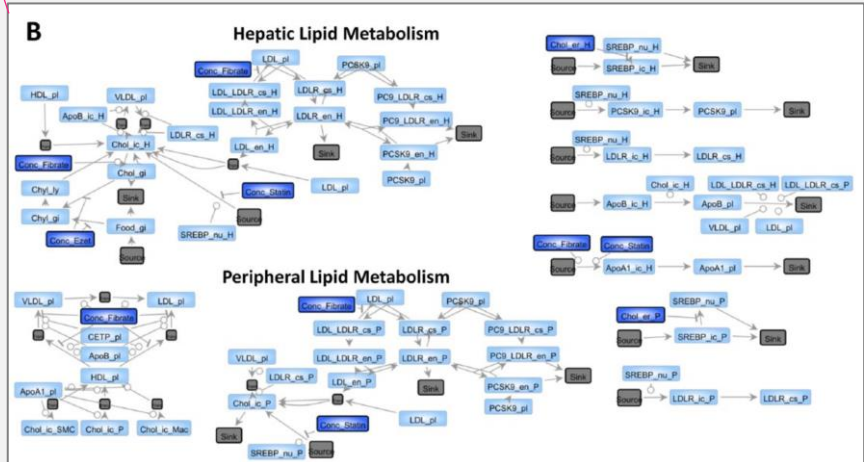 B
Hepatic Lipid Metabolism
HDL_pl
VLDL_pl
ApoB_ic_H
LDLR_cs_H
Chol_ic_H
Conc_Fibrate
Chol_gi
Chyl_ly
Sink
Chyl_gi
Conc_Ezet
Food_gi
Source
Conc_Fibrate
LDL_pl
PCSK9_pl
LDL_LDLR_cs_H
LDLR_cs_H
PC9_LDLR_cs_H
LDL_LDLR_en_H
LDLR_en_H
PC9_LDLR_en_H
LDL_en_H
Sink
PCSK9_en_H
Sink
PCSK9_pl
LDL_pl
Conc_Statin
SREBP_nu_H
Source
Chol_er_H
SREBP_nu_H
Source
SREBP_ic_H
Sink
SREBP_nu_H
Source
PCSK9_ic_H
PCSK9_pl
Sink
SREBP_nu_H
Source
LDLR_ic_H
LDLR_cs_H
Chol_ic_H
LDL_LDLR_cs_H
LDL_LDLR_cs_P
Source
ApoB_ic_H
ApoB_pl
Sink
VLDL_pl
LDL_pl
Conc_Fibrate
Conc_Statin
Source
ApoA1_ic_H
ApoA1_pl
Sink
Peripheral Lipid Metabolism
VLDL_pl
LDL_pl
Conc_Fibrate
CETP_pl
ApoB_pl
HDL_pl
ApoA1_pl
Chol_ic_SMC
Chol_ic_P
Chol_ic_Mac
Conc_Fibrate
LDL_pl
PCSK9_pl
LDL_LDLR_cs_P
LDLR_cs_P
PC9_LDLR_cs_P
VLDL_pl
LDL_LDLR_en_P
LDLR_en_P
PC9_LDLR_en_P
LDLR_cs_P
LDL_en_P
Sink
PCSK9_en_P
Sink
Chol_ic_P
PCSK9_pl
LDL_pl
Conc_Statin
Sink
SREBP_nu_P
Source
SREBP_nu_P
Chol_er_P
Source
SREBP_ic_P
Sink
SREBP_nu_P
Source
LDLR_ic_P
LDLR_cs_P